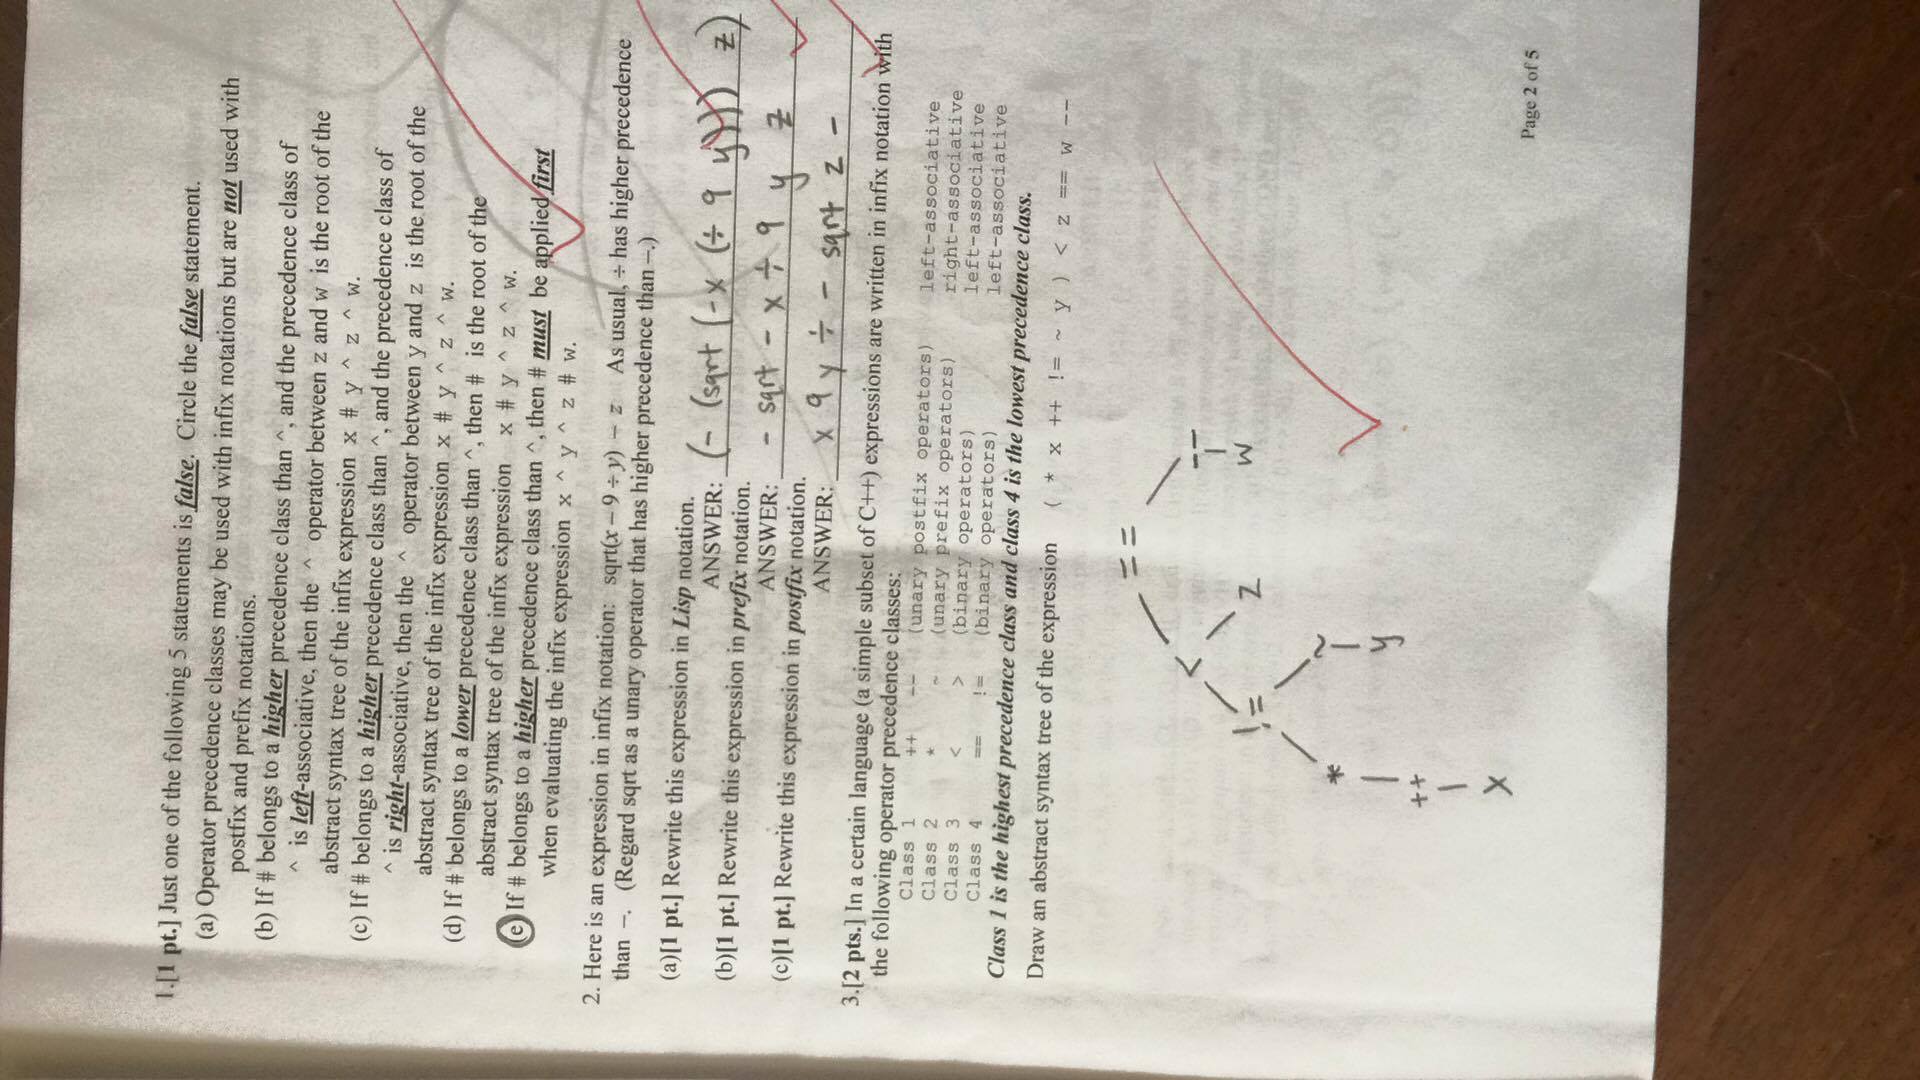 1.[1 pt.] Just one of the following 5 statements is false. Circle the false statement.
(a) Operator precedence classes may be used with infix notations but are not used with
postfix and prefix notations.
(b) If # belongs to a higher precedence class than ^, and the precedence class of
^ is left-associative, then the ^ operator between z and w is the root of the
abstract syntax tree of the infix expression x # y ^ z ^ w.
(c) If # belongs to a higher precedence class than ^, and the precedence class of
^ is right-associative, then the ^ operator between y and z is the root of the
abstract syntax tree of the infix expression x # y ^ z ^ w.
(d) If # belongs to a lower precedence class than ^, then # is the root of the
abstract syntax tree of the infix expression x # y ^ z ^ w.
(e) If # belongs to a higher precedence class than ^, then # must be applied first
when evaluating the infix expression x ^ y ^ z # w.
2. Here is an expression in infix notation: sqrt(x – 9 ÷ y) – z As usual, ÷ has higher precedence
than –. (Regard sqrt as a unary operator that has higher precedence than –.)
(a)[1 pt.] Rewrite this expression in Lisp notation.
ANSWER: (- (sqrt (-x (÷ 9 y))) z)
(b)[1 pt.] Rewrite this expression in prefix notation.
ANSWER: - sqrt - x ÷ 9 y z
(c)[1 pt.] Rewrite this expression in postfix notation.
ANSWER: x 9 y ÷ - sqrt z -
3.[2 pts.] In a certain language (a simple subset of C++) expressions are written in infix notation with
the following operator precedence classes:
Class 1 ++ -- (unary postfix operators) left-associative
Class 2 * ~ (unary prefix operators) right-associative
Class 3 < > (binary operators) left-associative
Class 4 == != (binary operators) left-associative
Class 1 is the highest precedence class and class 4 is the lowest precedence class.
Draw an abstract syntax tree of the expression ( * x ++ != ~ y ) < z == w --
==
< --
!= z w
* ~
y
++
x
Page 2 of 5